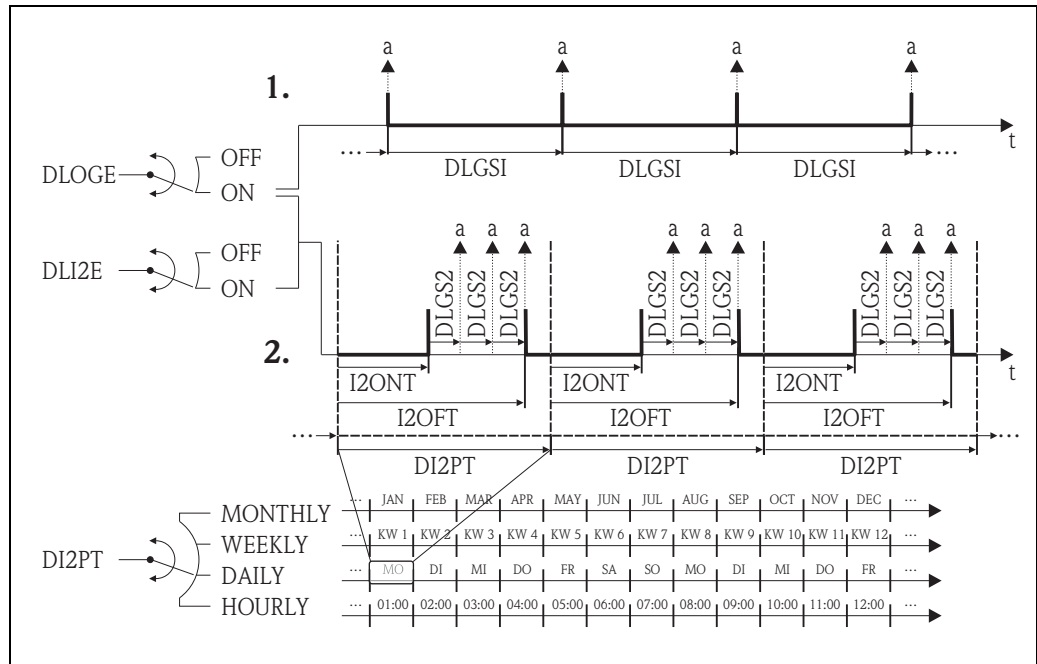 a a a a
1.
t
··· DLGSI DLGSI DLGSI ···
DLOGE OFF
ON
a a a a a a a a a
DLI2E OFF
ON
DLGS2 DLGS2 DLGS2 DLGS2 DLGS2 DLGS2 DLGS2 DLGS2 DLGS2
2.
t
I2ONT I2ONT I2ONT
I2OFT I2OFT I2OFT
··· ···
DI2PT DI2PT DI2PT
MONTHLY ··· JAN FEB MAR APR MAY JUN JUL AUG SEP OCT NOV DEC ···
WEEKLY ··· KW 1 KW 2 KW 3 KW 4 KW 5 KW 6 KW 7 KW 8 KW 9 KW 10 KW 11 KW 12 ···
DI2PT
DAILY ··· MO DI MI DO FR SA SO MO DI MI DO FR ···
HOURLY ··· 01:00 02:00 03:00 04:00 05:00 06:00 07:00 08:00 09:00 10:00 11:00 12:00 ···